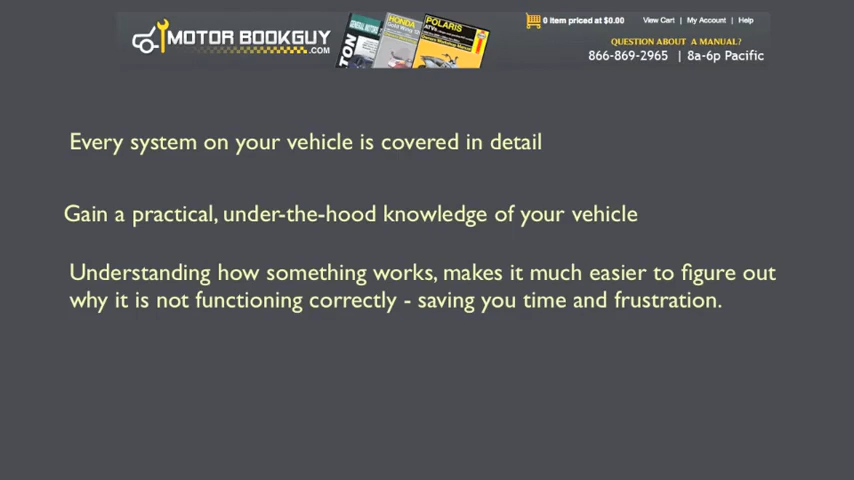 MOTOR BOOKGUY
.COM
GENERAL MOTORS
HONDA
POLARIS
ATVs
0 item priced at $0.00
View Cart | My Account | Help
QUESTION ABOUT A MANUAL?
866-869-2965 | 8a-6p Pacific
Every system on your vehicle is covered in detail
Gain a practical, under-the-hood knowledge of your vehicle
Understanding how something works, makes it much easier to figure out
why it is not functioning correctly - saving you time and frustration.